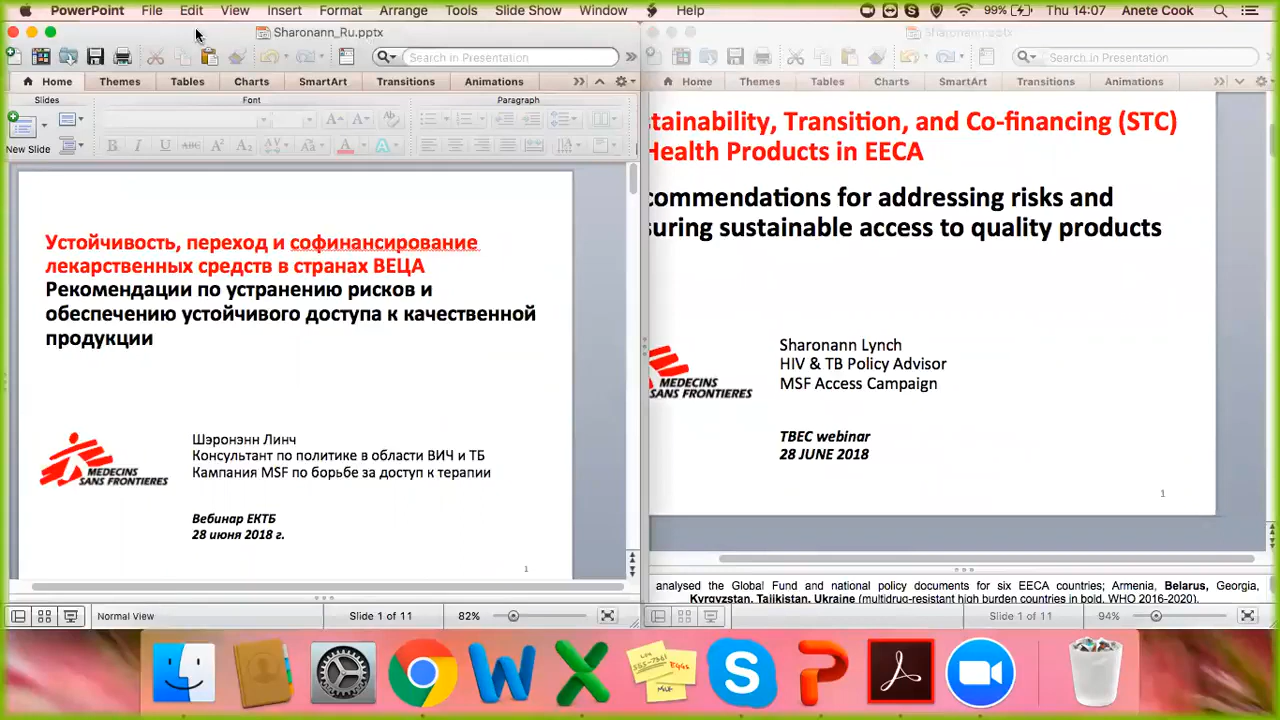 PowerPoint File Edit View Insert Format Arrange Tools Slide Show Window Help 99% Thu 14:07 Anete Cook
Sharonann_Ru.pptx
Search in Presentation
Home Themes Tables Charts SmartArt Transitions Animations
Slides Font Paragraph
New Slide
Устойчивость, переход и софинансирование
лекарственных средств в странах ВЕЦА
Рекомендации по устранению рисков и
обеспечению устойчивого доступа к качественной
продукции
MEDECINS
SANS FRONTIERES
Шэронэнн Линч
Консультант по политике в области ВИЧ и ТБ
Кампания MSF по борьбе за доступ к терапии
Вебинар ЕКТБ
28 июня 2018 г.
1
Normal View Slide 1 of 11 82%
Sharonann.pptx
Search in Presentation
Home Themes Tables Charts SmartArt Transitions Animations
tainability, Transition, and Co-financing (STC)
Health Products in EECA
commendations for addressing risks and
suring sustainable access to quality products
MEDECINS
SANS FRONTIERES
Sharonann Lynch
HIV & TB Policy Advisor
MSF Access Campaign
TBEC webinar
28 JUNE 2018
1
analysed the Global Fund and national policy documents for six EECA countries; Armenia, Belarus, Georgia,
Kyrgyzstan, Tajikistan, Ukraine (multidrug-resistant high burden countries in bold, WHO 2016-2020).
Slide 1 of 11 94%